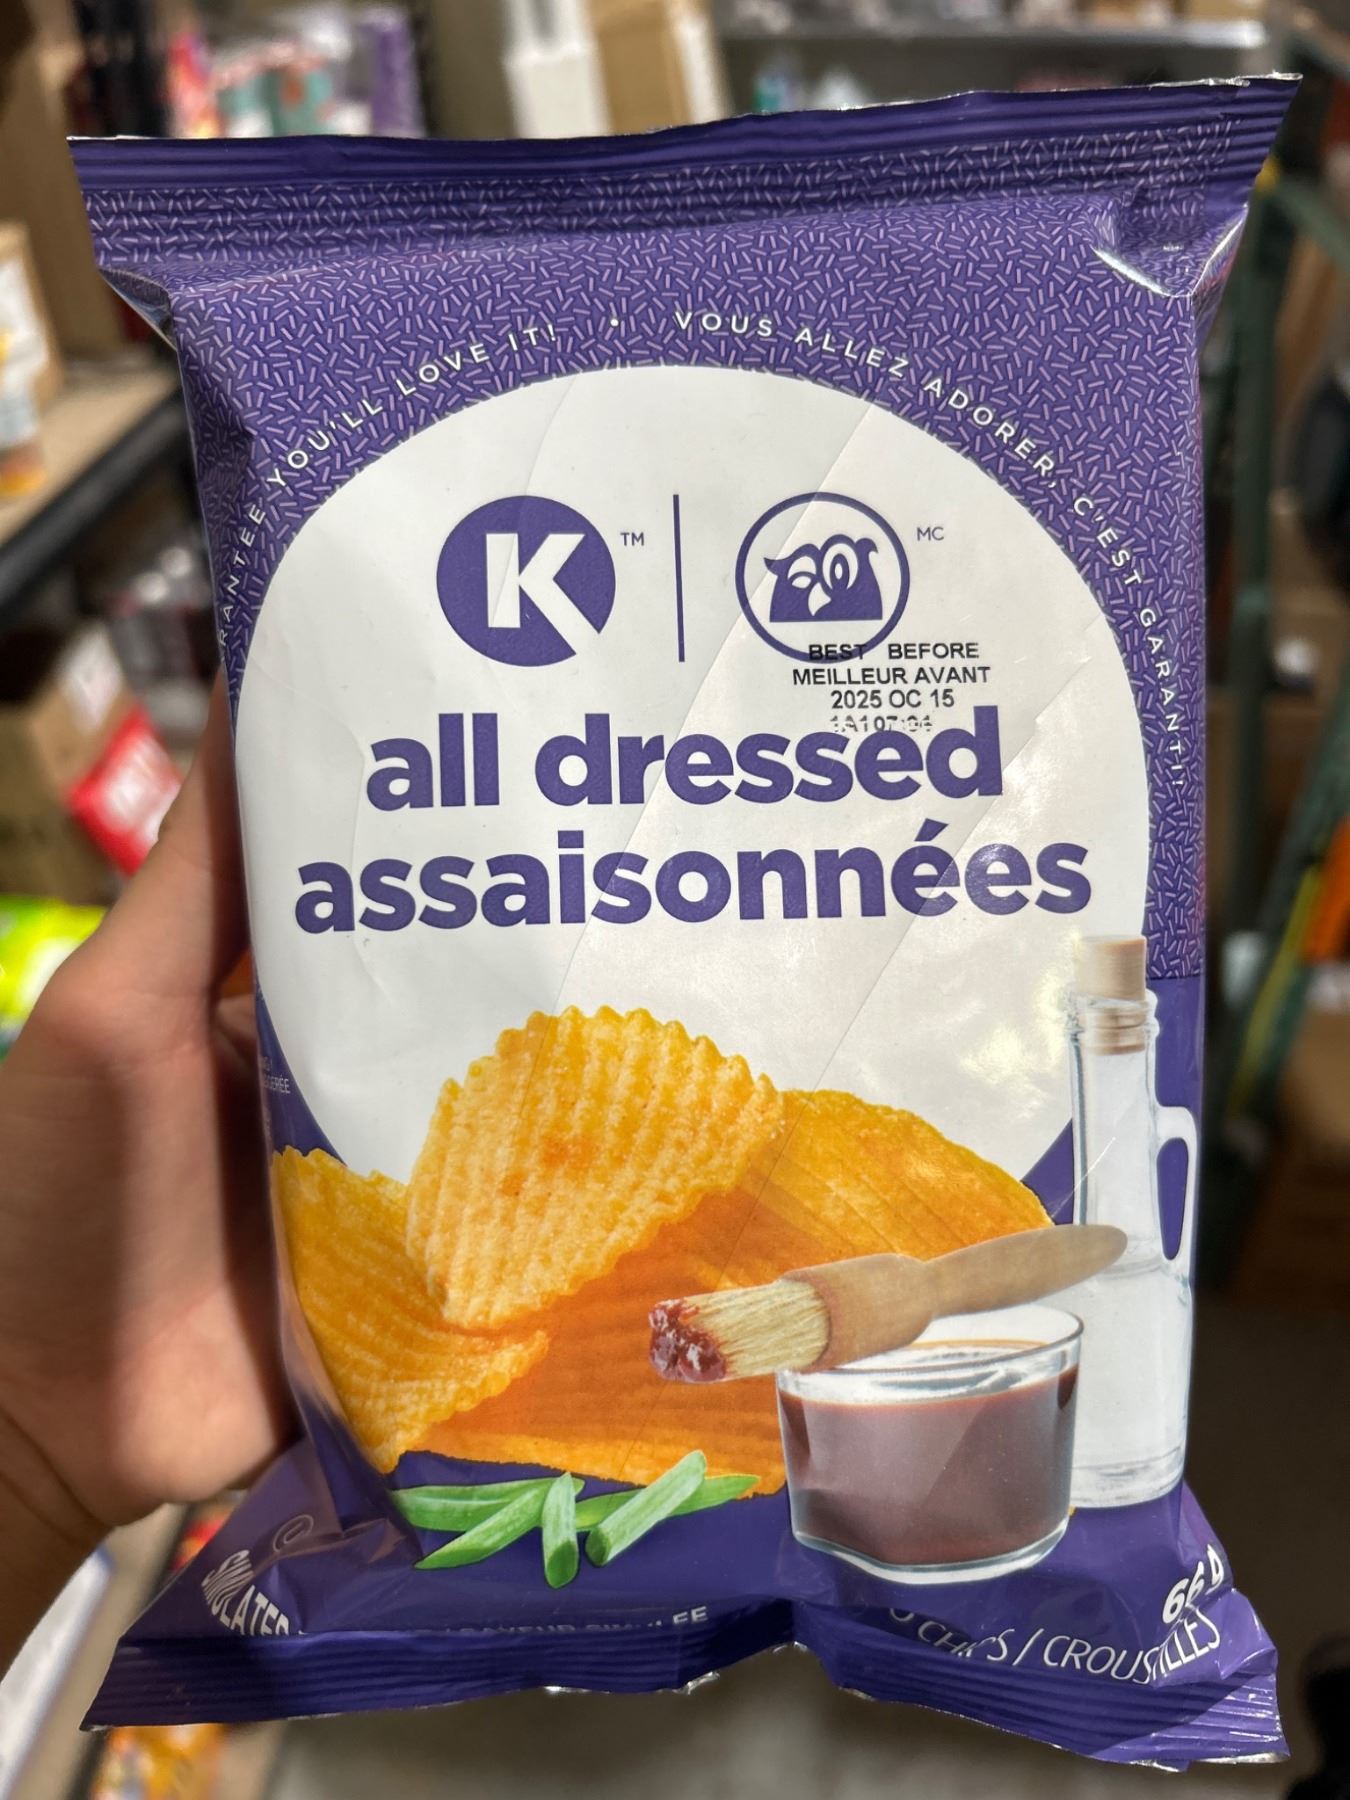 YOU'LL LOVE IT! • VOUS ALLEZ ADORER, C'EST GARANTI!
K TM MC
BEST BEFORE
MEILLEUR AVANT
2025 OC 15
all dressed
assaisonnées
66 g
CHIPS / CROUSTILLES